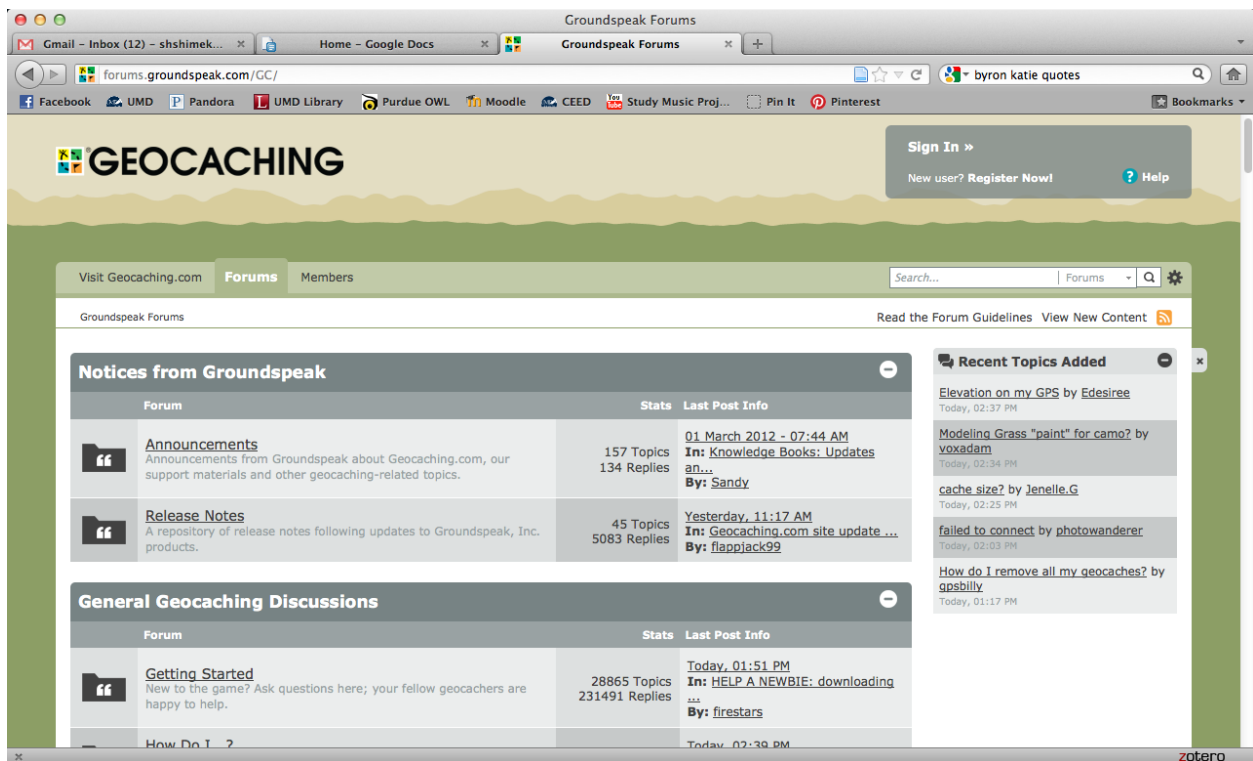 Groundspeak Forums
Gmail – Inbox (12) – shshimek...
Home – Google Docs
Groundspeak Forums
forums.groundspeak.com/GC/
byron katie quotes
Facebook UMD Pandora UMD Library Purdue OWL Moodle CEED Study Music Proj... Pin It Pinterest Bookmarks
GEOCACHING
Sign In »
New user? Register Now! Help
Visit Geocaching.com Forums Members
Search... Forums
Groundspeak Forums
Read the Forum Guidelines View New Content
Notices from Groundspeak
Forum Stats Last Post Info
Announcements
Announcements from Groundspeak about Geocaching.com, our
support materials and other geocaching-related topics.
157 Topics
134 Replies
01 March 2012 - 07:44 AM
In: Knowledge Books: Updates
an...
By: Sandy
Release Notes
A repository of release notes following updates to Groundspeak, Inc.
products.
45 Topics
5083 Replies
Yesterday, 11:17 AM
In: Geocaching.com site update ...
By: flappjack99
General Geocaching Discussions
Forum Stats Last Post Info
Getting Started
New to the game? Ask questions here; your fellow geocachers are
happy to help.
28865 Topics
231491 Replies
Today, 01:51 PM
In: HELP A NEWBIE: downloading
...
By: firestars
How Do I...?
Today, 02:39 PM
Recent Topics Added
Elevation on my GPS by Edesiree
Today, 02:37 PM
Modeling Grass "paint" for camo? by
voxadam
Today, 02:34 PM
cache size? by Jenelle.G
Today, 02:25 PM
failed to connect by photowanderer
Today, 02:03 PM
How do I remove all my geocaches? by
gpsbilly
Today, 01:17 PM
zotero